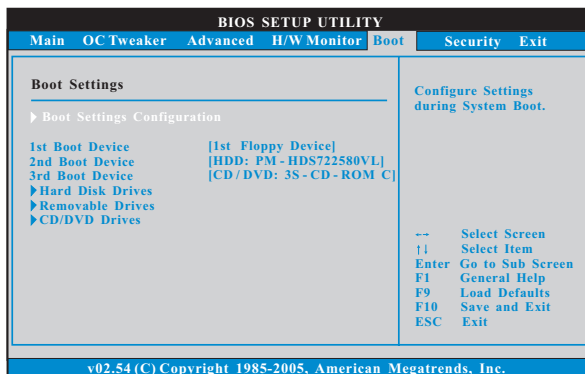 BIOS SETUP UTILITY
Main OC Tweaker Advanced H/W Monitor Boot Security Exit
Boot Settings
Boot Settings Configuration
1st Boot Device [1st Floppy Device]
2nd Boot Device [HDD: PM - HDS722580VL]
3rd Boot Device [CD / DVD: 3S - CD - ROM C]
Hard Disk Drives
Removable Drives
CD/DVD Drives
Configure Settings
during System Boot.
←→ Select Screen
↑↓ Select Item
Enter Go to Sub Screen
F1 General Help
F9 Load Defaults
F10 Save and Exit
ESC Exit
v02.54 (C) Copyright 1985-2005, American Megatrends, Inc.